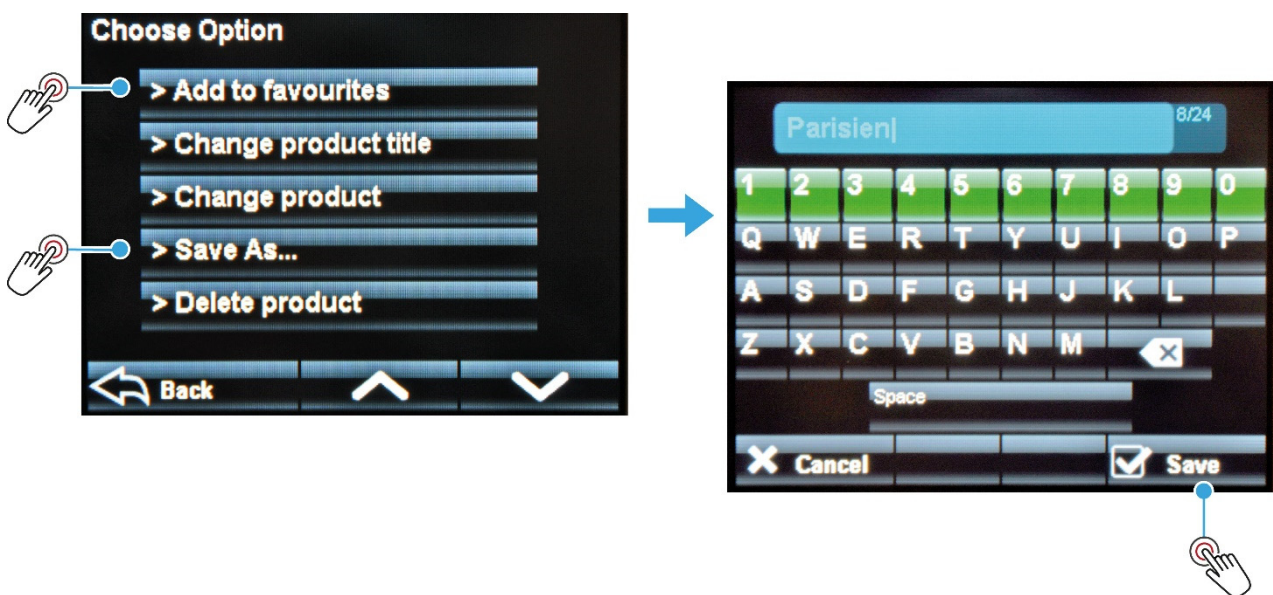 Choose Option
> Add to favourites
> Change product title
> Change product
> Save As...
> Delete product
Back
Parisien
8/24
1 2 3 4 5 6 7 8 9 0
Q W E R T Y U I O P
A S D F G H J K L
Z X C V B N M
Space
Cancel
Save